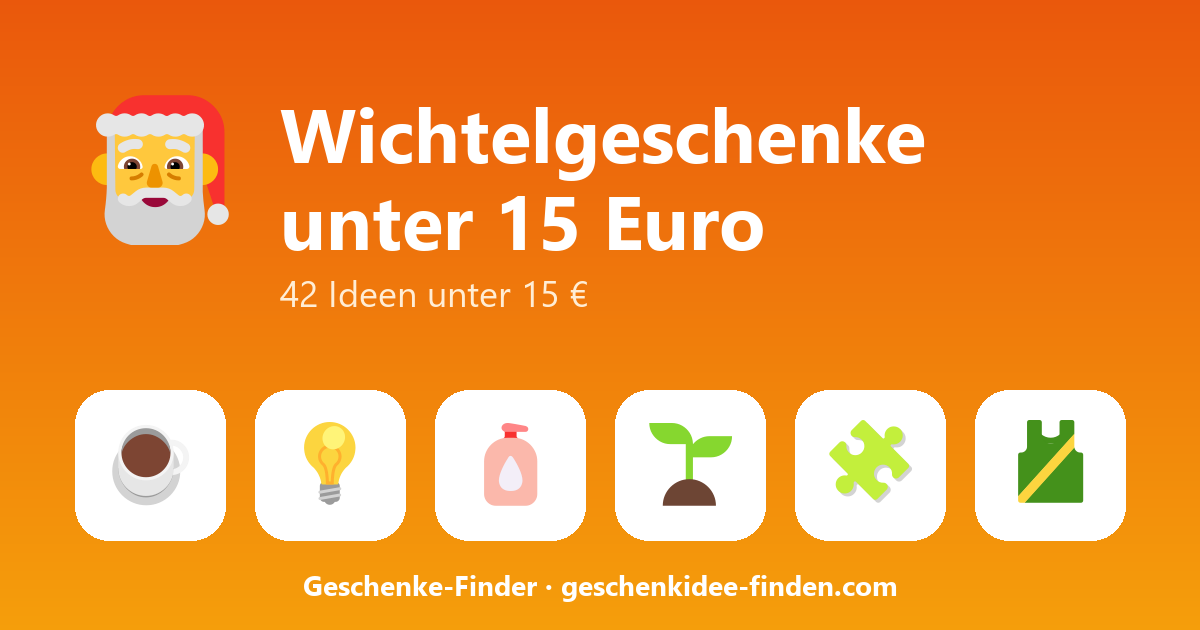 Wichtelgeschenke
unter 15 Euro
42 Ideen unter 15 €
Geschenke-Finder · geschenkidee-finden.com